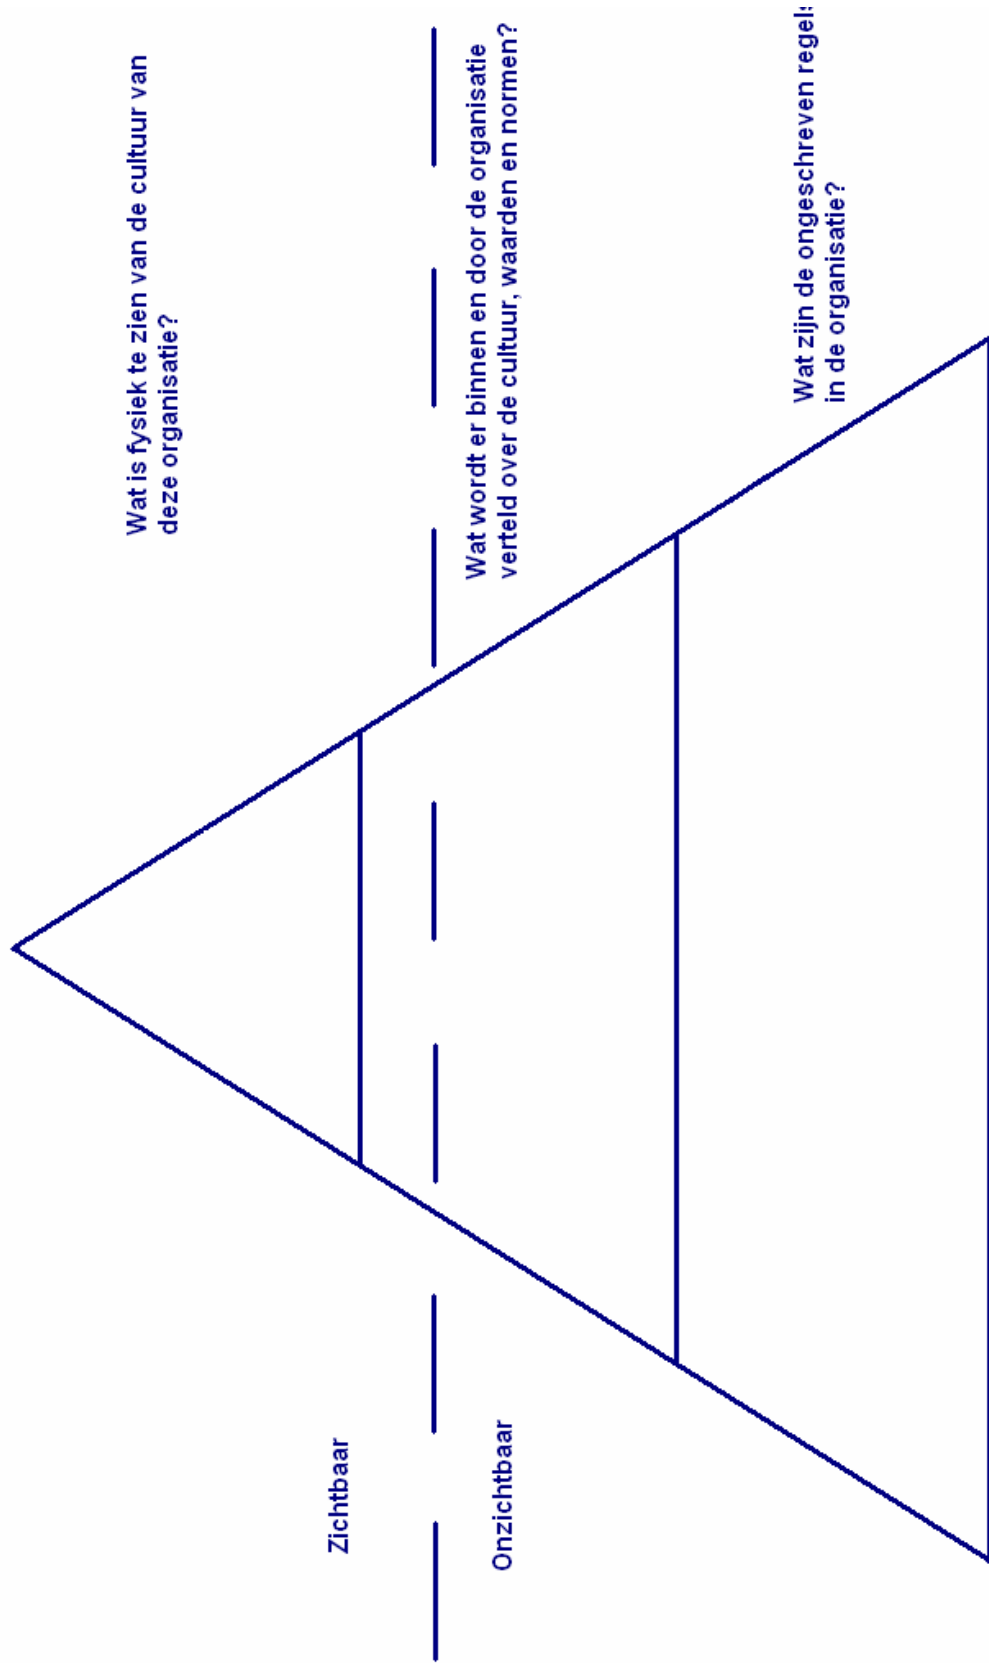 Wat is fysiek te zien van de cultuur van
deze organisatie?
Zichtbaar
Onzichtbaar
Wat wordt er binnen en door de organisatie
verteld over de cultuur, waarden en normen?
Wat zijn de ongeschreven regels
in de organisatie?